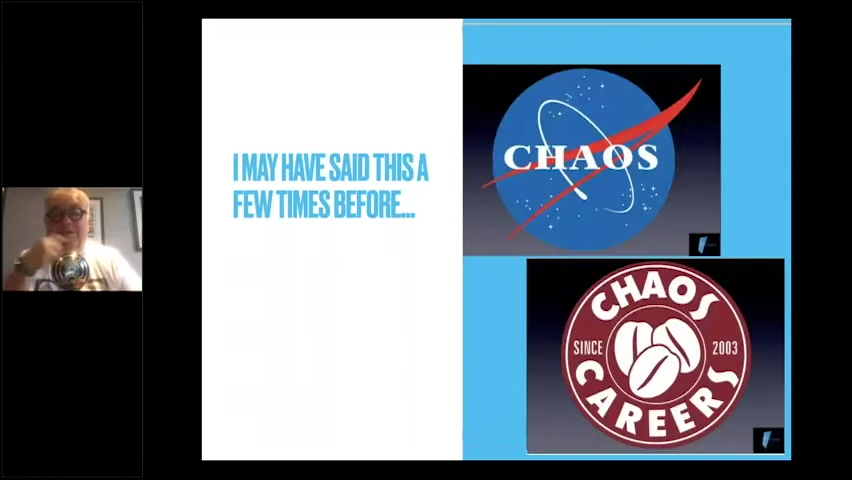 I MAY HAVE SAID THIS A
FEW TIMES BEFORE...
CHAOS
CHAOS
SINCE 2003
CAREERS